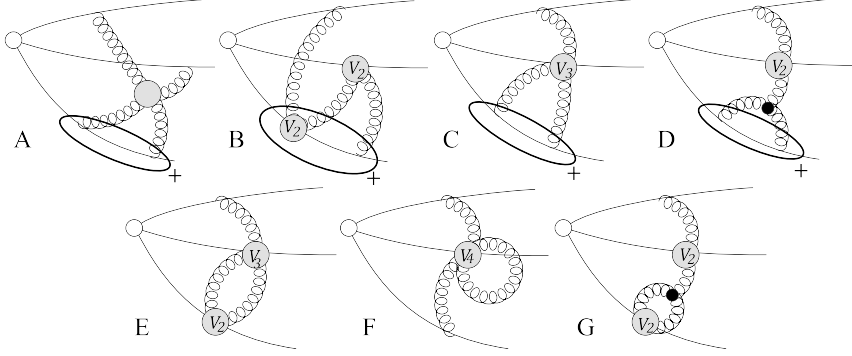 V₂
V₃
V₂
A
B
V₂
C
D
+
+
+
+
V₃
V₄
V₂
E
V₂
F
G
V₂